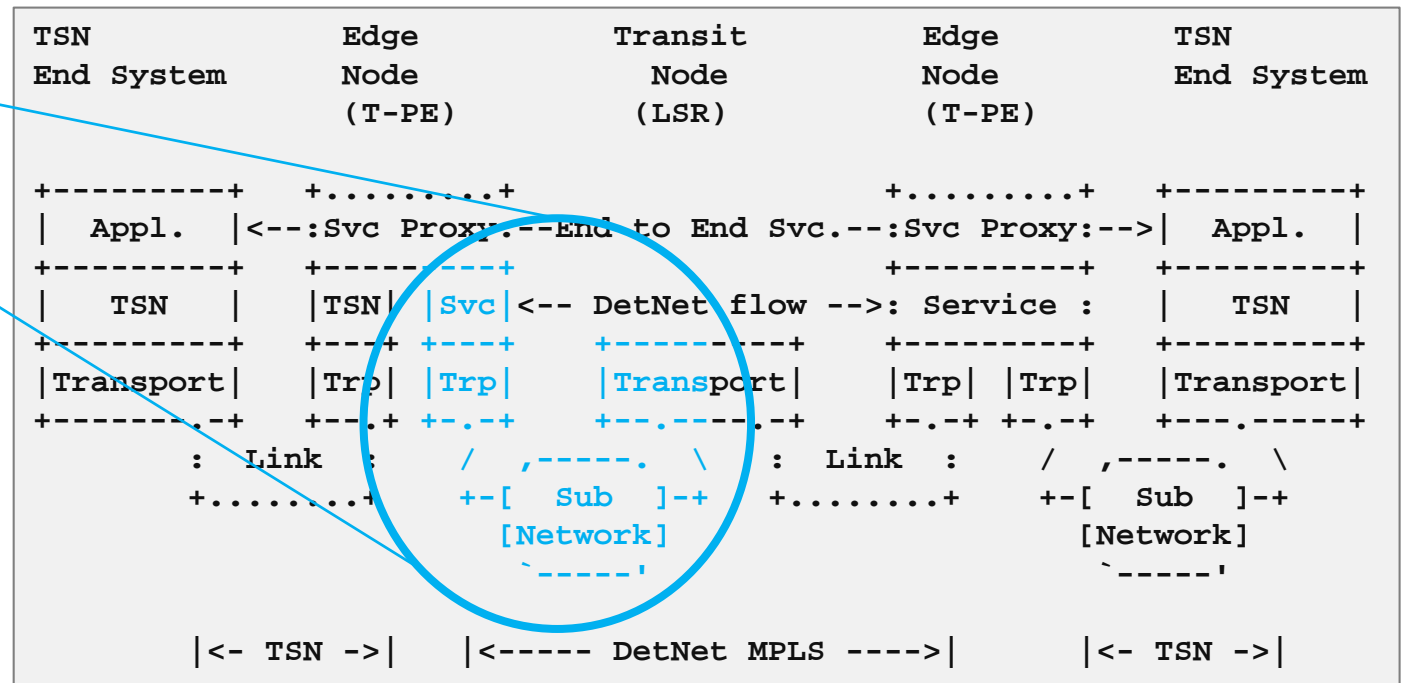 TSN Edge Transit Edge TSN
End System Node Node Node End System
(T-PE) (LSR) (T-PE)
+---------+ +.........+ +.........+ +---------+
| Appl. |<--:Svc Proxy:--End to End Svc.--:Svc Proxy:-->| Appl. |
+---------+ +---------+ +---------+ +---------+
| TSN | |TSN| |Svc|<-- DetNet flow -->: Service : | TSN |
+---------+ +---+ +---+ +---------+ +---------+ +---------+
|Transport| |Trp| |Trp| |Transport| |Trp| |Trp| |Transport|
+-------.-+ +--.+ +-.-+ +--.----.-+ +-.-+ +-.-+ +---.-----+
: Link : / ,-----. \ : Link : / ,-----. \
+........+ +-[ Sub ]-+ +........+ +-[ Sub ]-+
[Network] [Network]
`-----' `-----'
|<- TSN ->| |<----- DetNet MPLS ---->| |<- TSN ->|